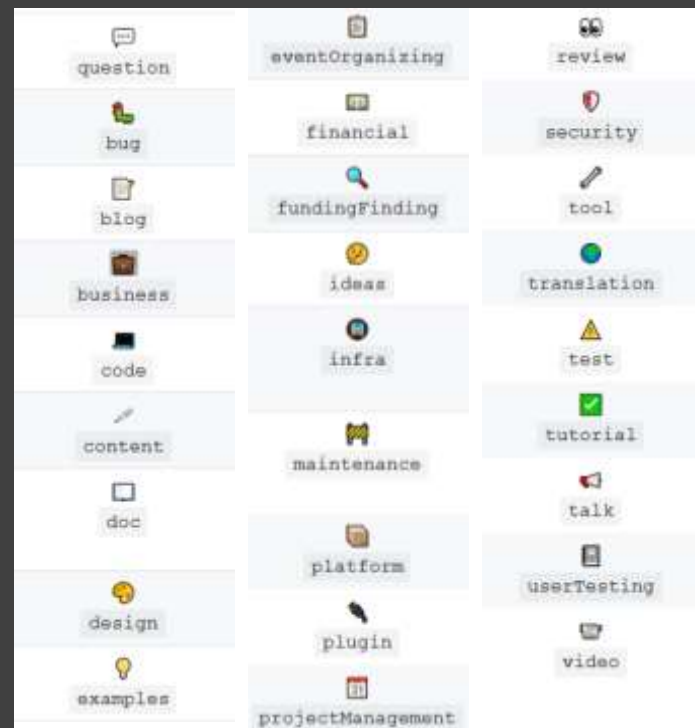 question
bug
blog
business
code
content
doc
design
examples
eventOrganizing
financial
fundingFinding
ideas
infra
maintenance
platform
plugin
projectManagement
review
security
tool
translation
test
tutorial
talk
userTesting
video